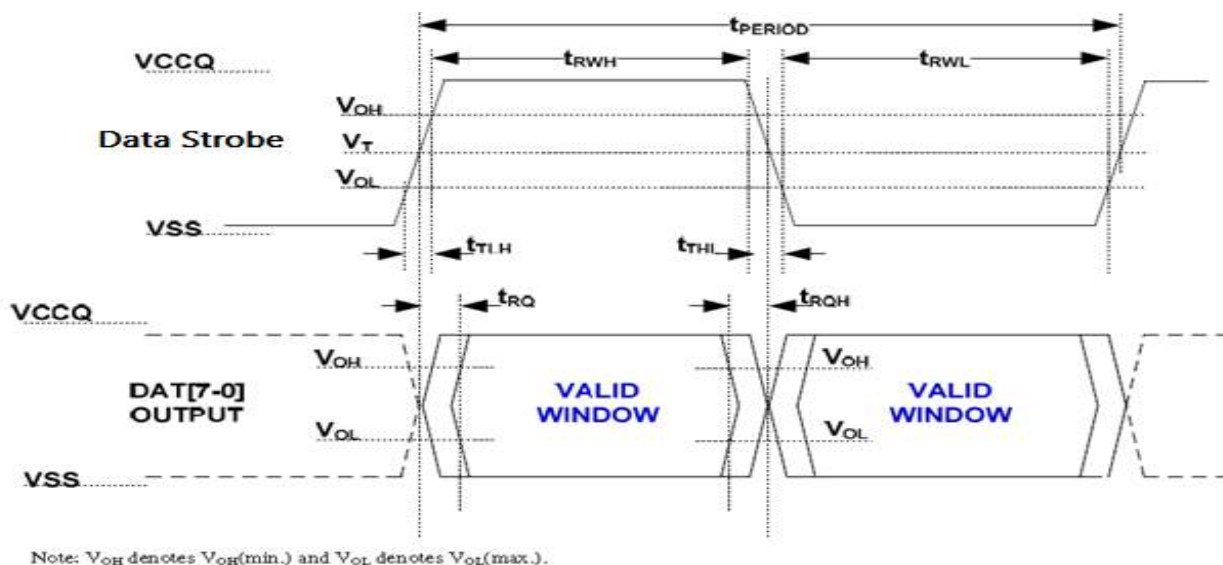 tPERIOD
VCCQ
tRWH
tRWL
VOH
Data Strobe
VT
VOL
VSS
tTLH
tTHL
tRQ
tRQH
VCCQ
VOH
VOH
DAT[7-0]
OUTPUT
VALID
WINDOW
VALID
WINDOW
VOL
VOL
VSS
Note: VOH denotes VOH(min.) and VOL denotes VOL(max.).